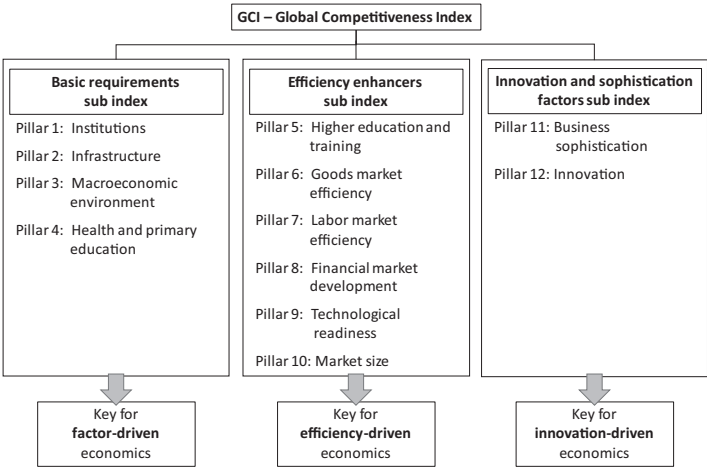 GCI – Global Competitiveness Index
Basic requirements
sub index
Pillar 1: Institutions
Pillar 2: Infrastructure
Pillar 3: Macroeconomic
environment
Pillar 4: Health and primary
education
Key for
factor-driven
economics
Efficiency enhancers
sub index
Pillar 5: Higher education and
training
Pillar 6: Goods market
efficiency
Pillar 7: Labor market
efficiency
Pillar 8: Financial market
development
Pillar 9: Technological
readiness
Pillar 10: Market size
Key for
efficiency-driven
economics
Innovation and sophistication
factors sub index
Pillar 11: Business
sophistication
Pillar 12: Innovation
Key for
innovation-driven
economics